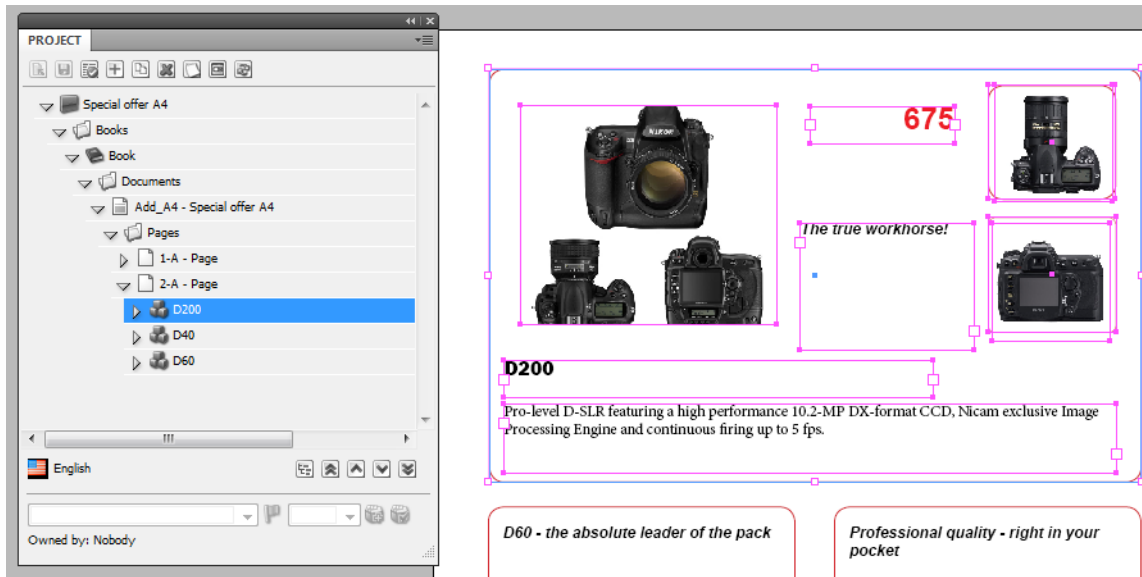 PROJECT
Special offer A4
Books
Book
Documents
Add_A4 - Special offer A4
Pages
1-A - Page
2-A - Page
D200
D40
D60
English
Owned by: Nobody
NIKON
675
The true workhorse!
D200
Pro-level D-SLR featuring a high performance 10.2-MP DX-format CCD, Nicam exclusive Image
Processing Engine and continuous firing up to 5 fps.
D60 - the absolute leader of the pack
Professional quality - right in your
pocket